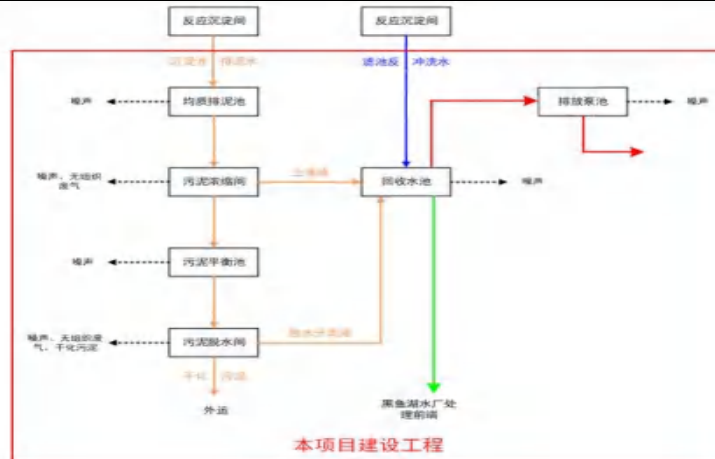 反应沉淀间
反应沉淀间
沉淀池 排泥水
滤池反 冲洗水
噪声
均质排泥池
排放泵池
噪声
噪声、无组织
废气
污泥浓缩间
上清液
回收水池
噪声
噪声
污泥平衡池
噪声、无组织废
气、干化污泥
污泥脱水间
脱水分离液
干化 污泥
外运
黑鱼湖水厂处
理前端
本项目建设工程